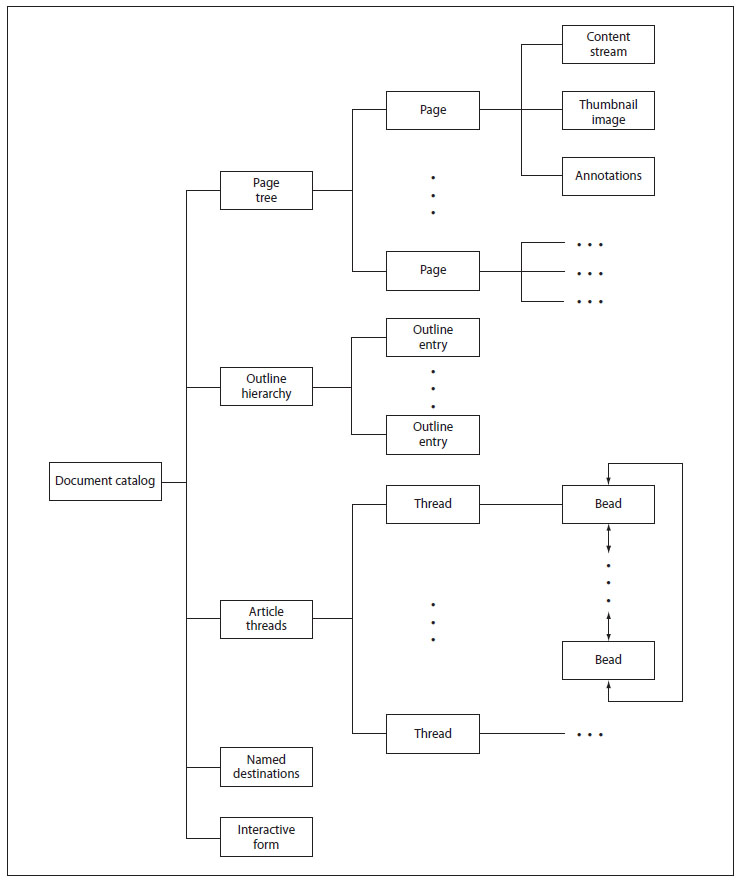 Content
stream
Page
Thumbnail
image
Page
tree
Annotations
Page
Outline
entry
Outline
hierarchy
Outline
entry
Document catalog
Thread
Bead
Article
threads
Bead
Thread
Named
destinations
Interactive
form